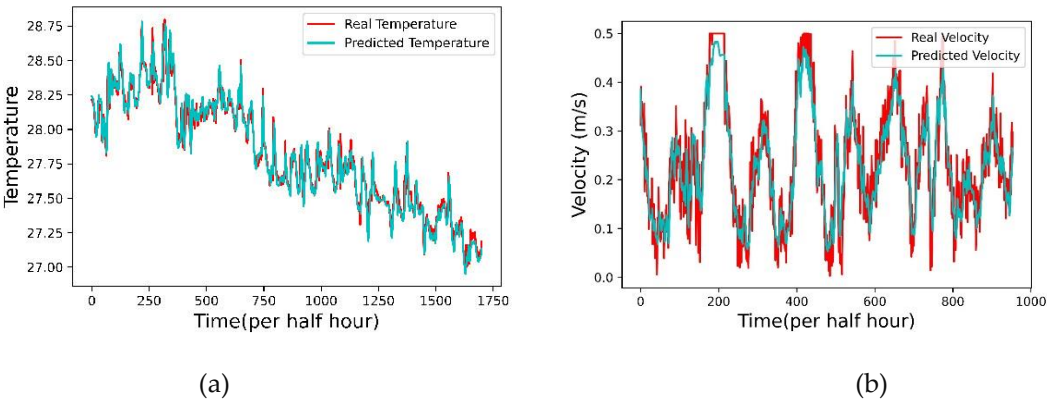 Real Temperature
Predicted Temperature
28.75
28.50
28.25
28.00
27.75
27.50
27.25
27.00
Temperature
0 250 500 750 1000 1250 1500 1750
Time(per half hour)
(a)
Real Velocity
Predicted Velocity
0.5
0.4
0.3
0.2
0.1
0.0
Velocity (m/s)
0 200 400 600 800 1000
Time(per half hour)
(b)